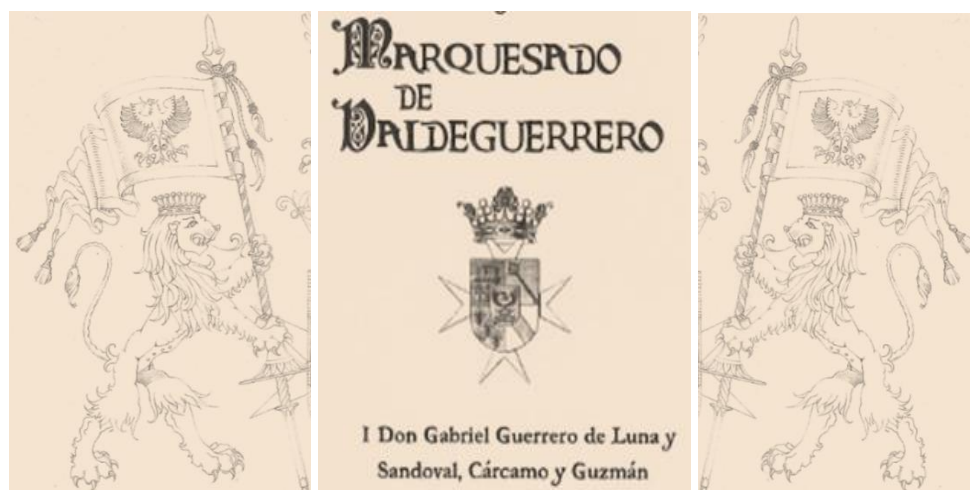 MARQUESADO
DE
VALDEGUERRERO
I Don Gabriel Guerrero de Luna y
Sandoval, Cárcamo y Guzmán